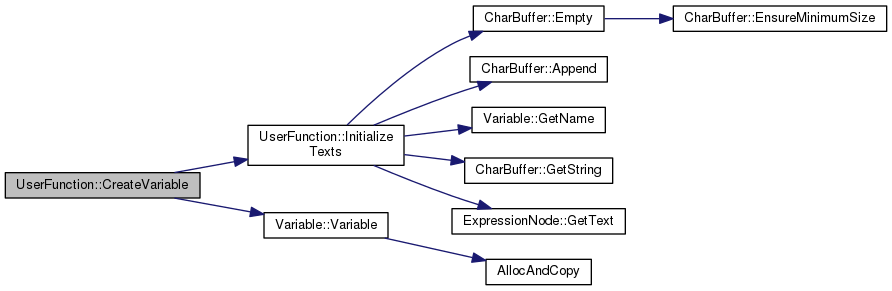 CharBuffer::Empty
CharBuffer::EnsureMinimumSize
CharBuffer::Append
Variable::GetName
UserFunction::Initialize
Texts
CharBuffer::GetString
UserFunction::CreateVariable
ExpressionNode::GetText
Variable::Variable
AllocAndCopy